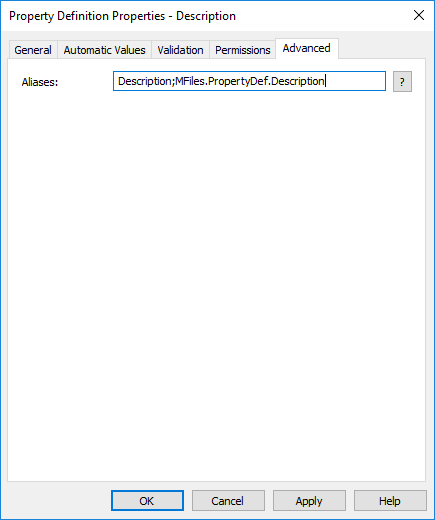 Property Definition Properties - Description
General Automatic Values Validation Permissions Advanced
Aliases: Description;MFiles.PropertyDef.Description ?
OK Cancel Apply Help